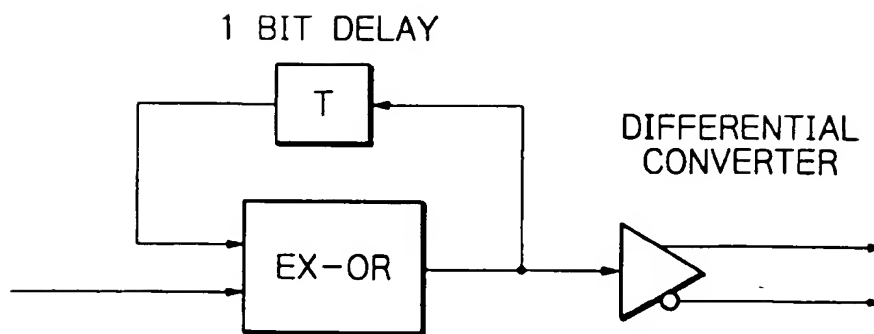 1 BIT DELAY
T
DIFFERENTIAL
CONVERTER
EX-OR